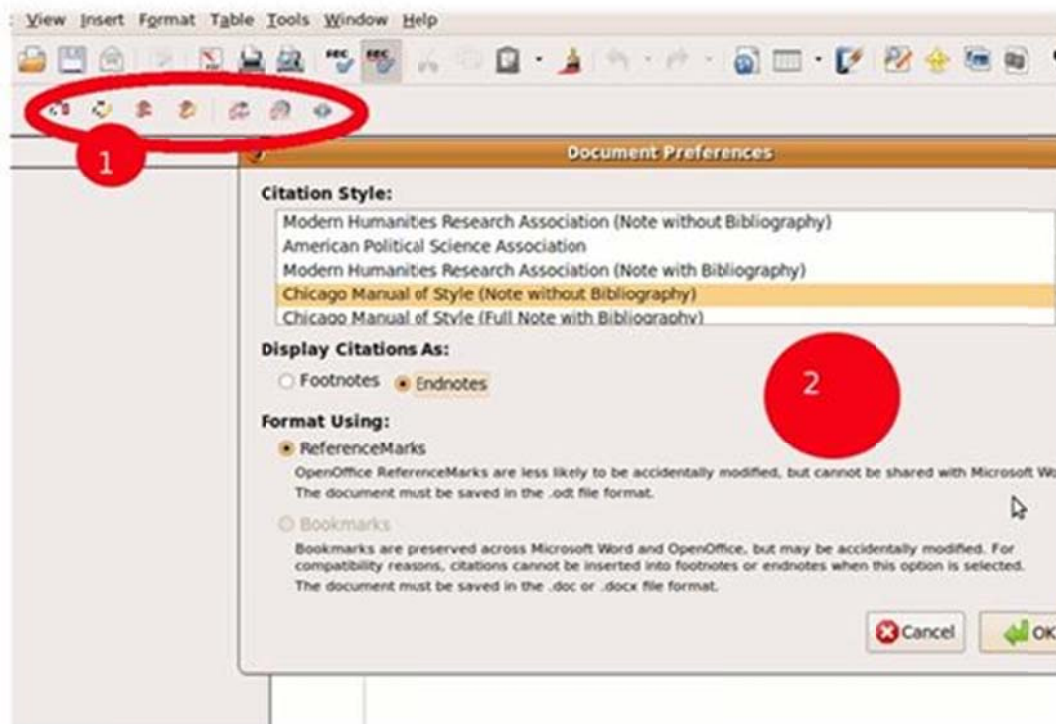 View Insert Format Table Tools Window Help
1
Document Preferences
Citation Style:
Modern Humanites Research Association (Note without Bibliography)
American Political Science Association
Modern Humanites Research Association (Note with Bibliography)
Chicago Manual of Style (Note without Bibliography)
Chicago Manual of Style (Full Note with Bibliography)
Display Citations As:
Footnotes Endnotes
2
Format Using:
ReferenceMarks
OpenOffice ReferenceMarks are less likely to be accidentally modified, but cannot be shared with Microsoft Wo
The document must be saved in the .odt file format.
Bookmarks
Bookmarks are preserved across Microsoft Word and OpenOffice, but may be accidentally modified. For
compatibility reasons, citations cannot be inserted into footnotes or endnotes when this option is selected.
The document must be saved in the .doc or .docx file format.
Cancel OK